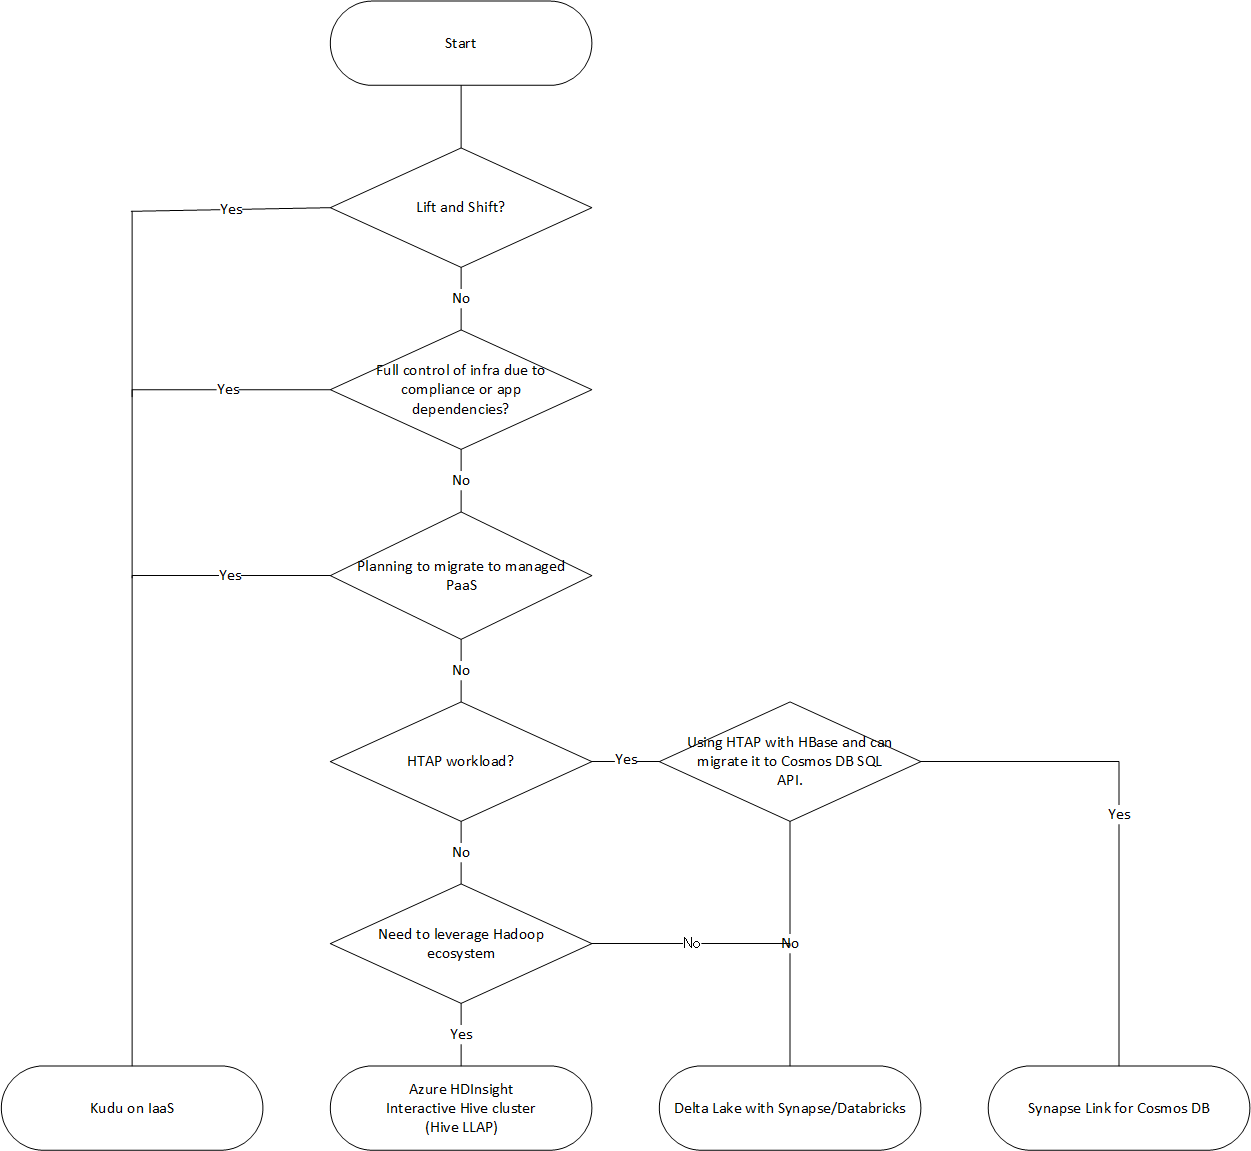 Start
Lift and Shift?
Yes
No
Full control of infra due to
compliance or app
dependencies?
Yes
No
Planning to migrate to managed
PaaS
Yes
No
HTAP workload?
Yes
Using HTAP with HBase and can
migrate it to Cosmos DB SQL
API.
Yes
No
Need to leverage Hadoop
ecosystem
No
No
Yes
Kudu on IaaS
Azure HDInsight
Interactive Hive cluster
(Hive LLAP)
Delta Lake with Synapse/Databricks
Synapse Link for Cosmos DB